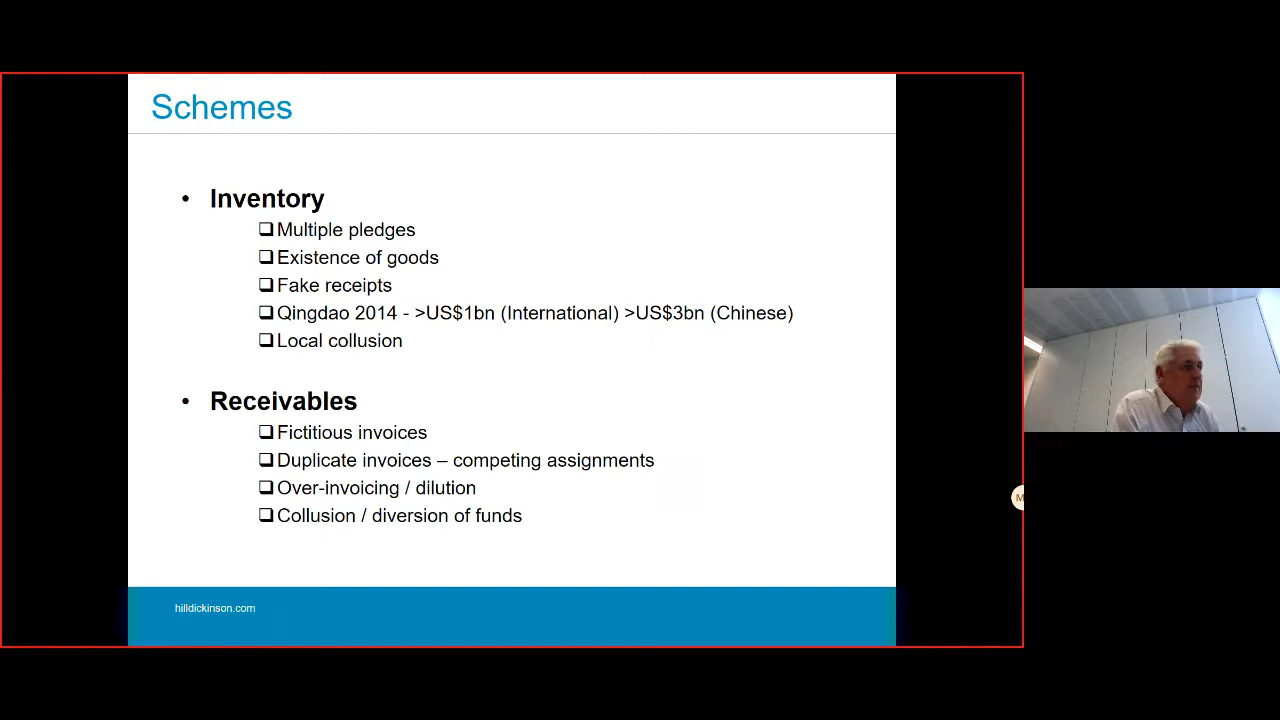 Schemes
• Inventory
❑Multiple pledges
❑Existence of goods
❑Fake receipts
❑Qingdao 2014 - >US$1bn (International) >US$3bn (Chinese)
❑Local collusion
• Receivables
❑Fictitious invoices
❑Duplicate invoices – competing assignments
❑Over-invoicing / dilution
❑Collusion / diversion of funds
M
hilldickinson.com